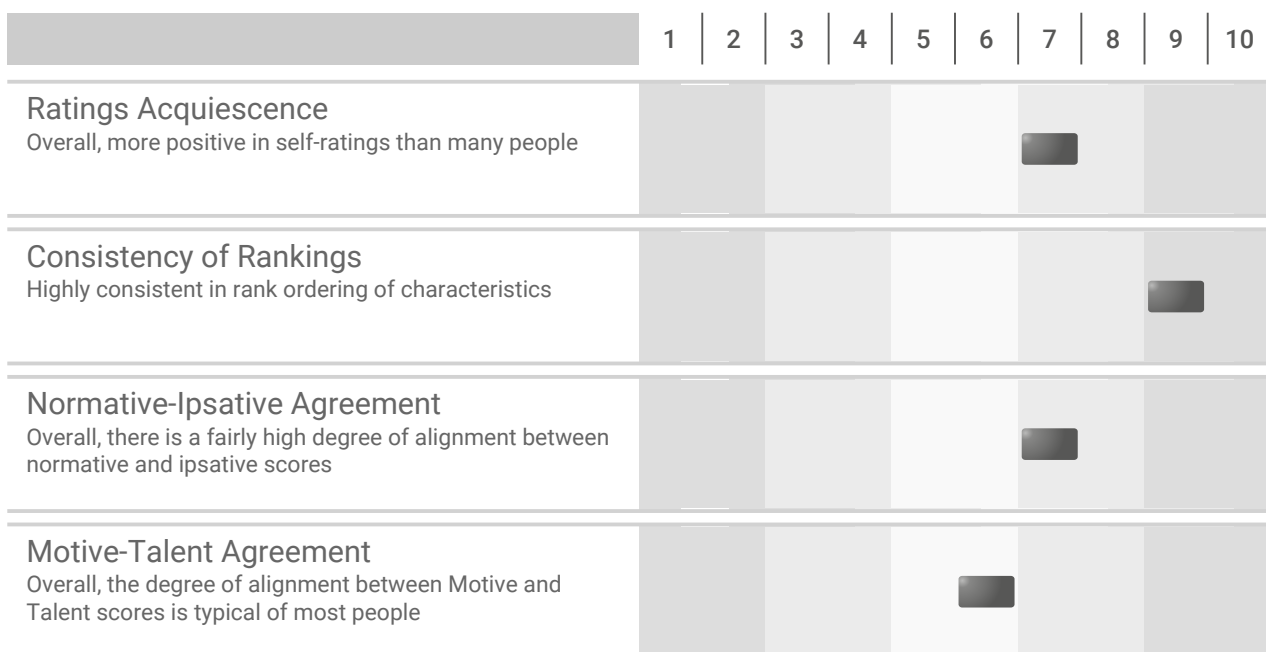 1 2 3 4 5 6 7 8 9 10
Ratings Acquiescence
Overall, more positive in self-ratings than many people
Consistency of Rankings
Highly consistent in rank ordering of characteristics
Normative-Ipsative Agreement
Overall, there is a fairly high degree of alignment between
normative and ipsative scores
Motive-Talent Agreement
Overall, the degree of alignment between Motive and
Talent scores is typical of most people